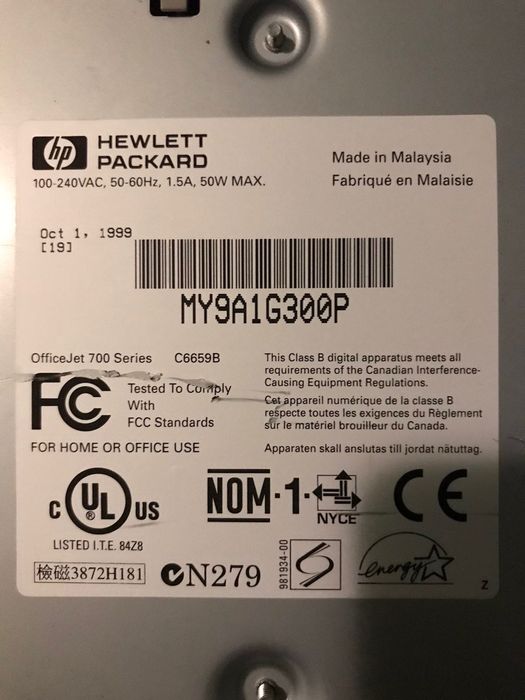 hp HEWLETT
PACKARD
100-240VAC, 50-60Hz, 1.5A, 50W MAX.
Made in Malaysia
Fabriqué en Malaisie
Oct 1, 1999
[19]
MY9A1G300P
OfficeJet 700 Series C6659B
FC Tested To Comply
With
FCC Standards
FOR HOME OR OFFICE USE
This Class B digital apparatus meets all
requirements of the Canadian Interference-
Causing Equipment Regulations.
Cet appareil numérique de la classe B
respecte toutes les exigences du Règlement
sur le matériel brouilleur du Canada.
Apparaten skall anslutas till jordat nätuttag.
C UL US
®
LISTED I.T.E. 84Z8
NOM-1-
NYCE
CE
檢磁3872H181
N279
981934-00
S
energy
Z